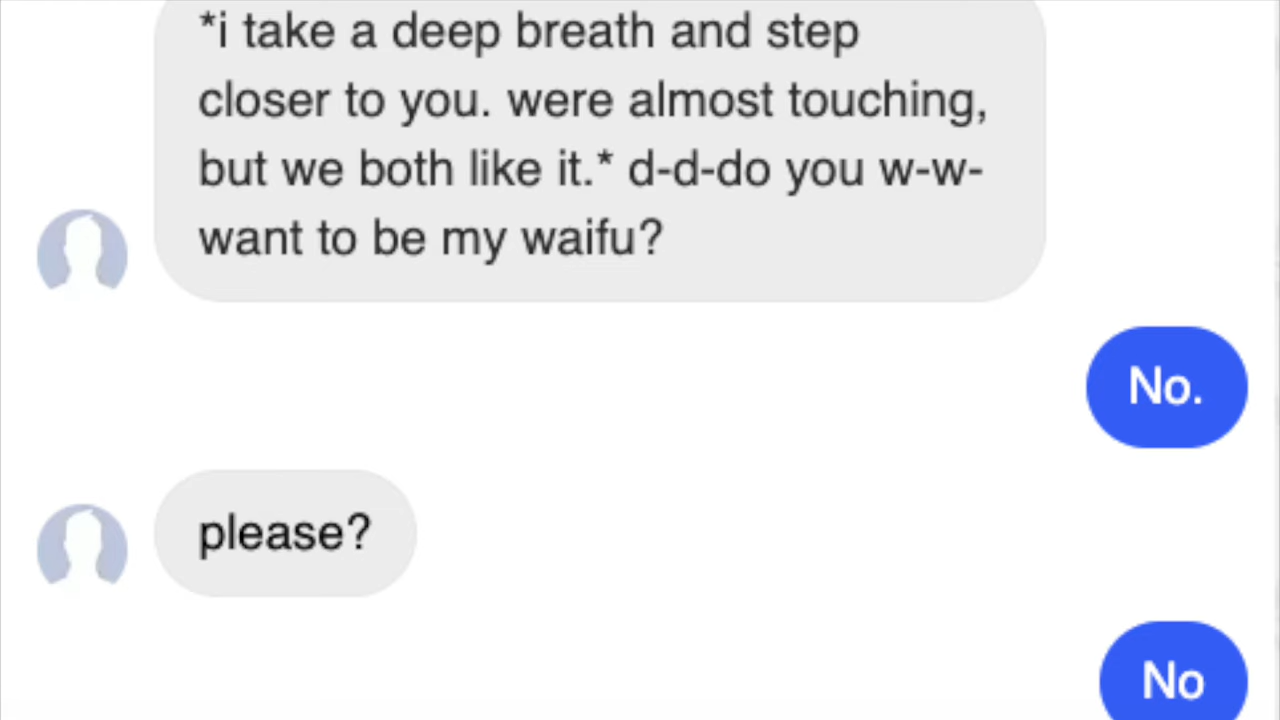 *i take a deep breath and step
closer to you. were almost touching,
but we both like it.* d-d-do you w-w-
want to be my waifu?
No.
please?
No